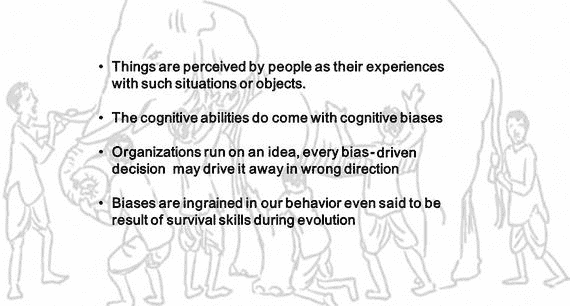 • Things are perceived by people as their experiences
with such situations or objects.
• The cognitive abilities do come with cognitive biases
• Organizations run on an idea, every bias-driven
decision may drive it away in wrong direction
• Biases are ingrained in our behavior even said to be
result of survival skills during evolution